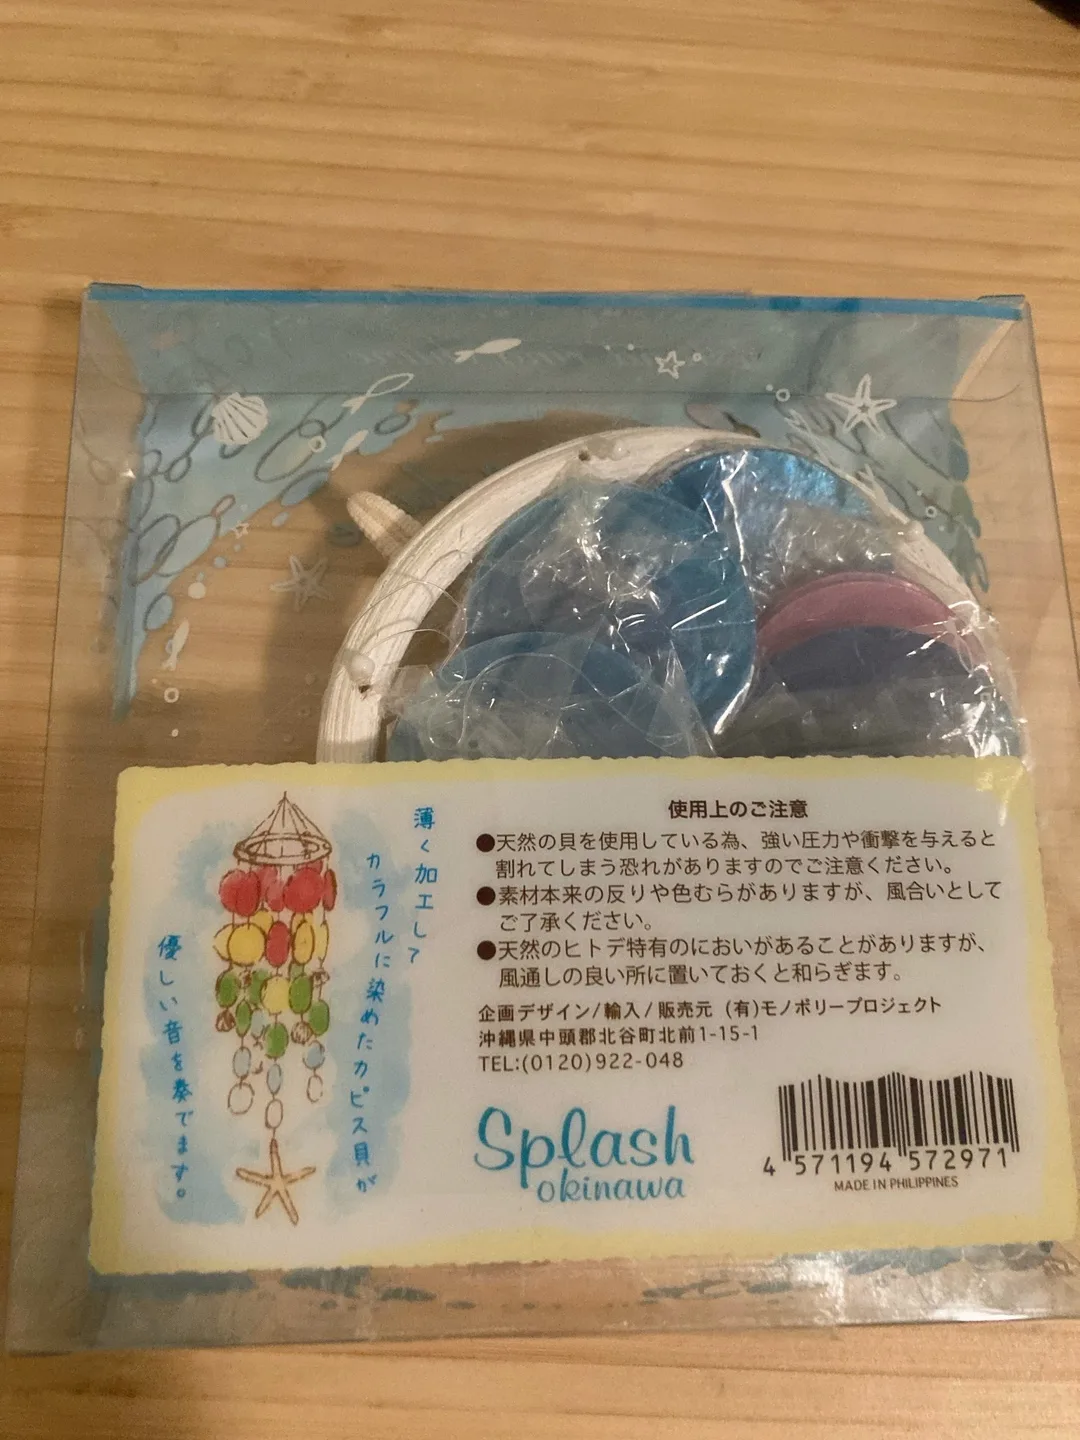 薄く加工して
カラフルに染めたカピス貝が
優しい音を奏でます。
使用上のご注意
●天然の貝を使用している為、強い圧力や衝撃を与えると
割れてしまう恐れがありますのでご注意ください。
●素材本来の反りや色むらがありますが、風合いとして
ご了承ください。
●天然のヒトデ特有のにおいがあることがありますが、
風通しの良い所に置いておくと和らぎます。
企画デザイン/輸入/販売元 (有)モノポリープロジェクト
沖縄県中頭郡北谷町北前1-15-1
TEL:(0120)922-048
Splash
okinawa
4 571194 572971
MADE IN PHILIPPINES